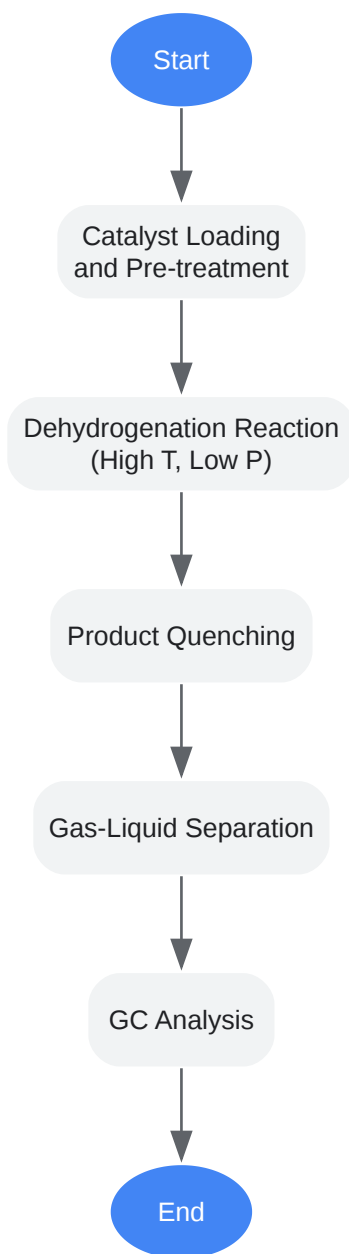 Start
Catalyst Loading
and Pre-treatment
Dehydrogenation Reaction
(High T, Low P)
Product Quenching
Gas-Liquid Separation
GC Analysis
End